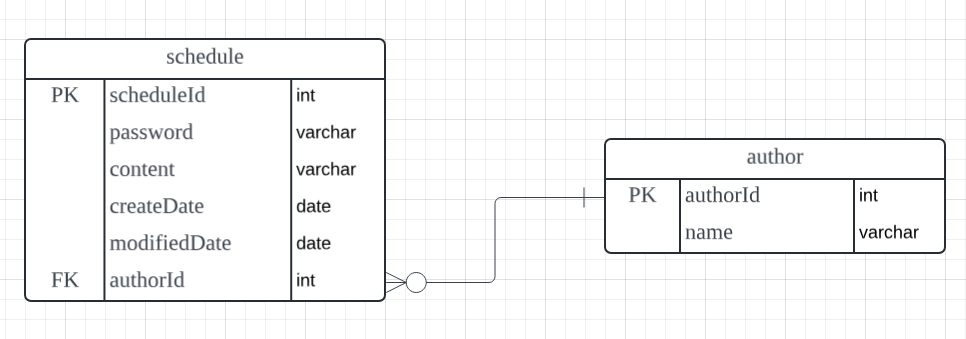 schedule
PK scheduleId int
password varchar
content varchar
createDate date
modifiedDate date
FK authorId int
author
PK authorId int
name varchar